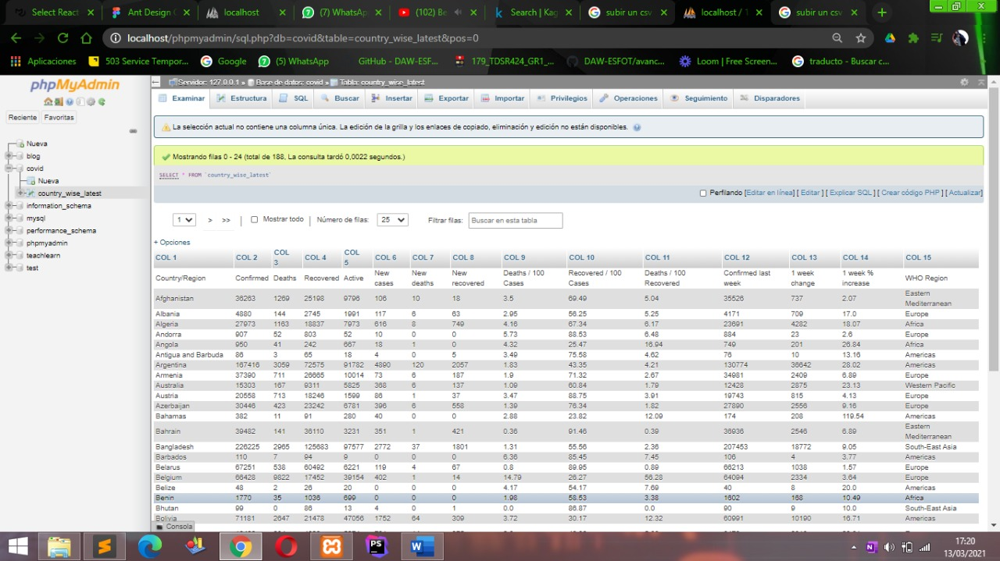 Select React
Ant Design C
localhost
(7) WhatsAp
(102) Be
Search | Kag
subir un csv
localhost / 1
subir un csv
localhost/phpmyadmin/sql.php?db=covid&table=country_wise_latest&pos=0
Aplicaciones 503 Service Tempor... Google (5) WhatsApp GitHub - DAW-ESF... 179_TDSR424_GR1_... DAW-ESFOT/avanc... Loom | Free Screen... traducto - Buscar c...
phpMyAdmin
Reciente Favoritas
Nueva
blog
covid
Nueva
country_wise_latest
information_schema
mysql
performance_schema
phpmyadmin
teachlearn
test
Servidor: 127.0.0.1 » Base de datos: covid » Tabla: country_wise_latest
Examinar Estructura SQL Buscar Insertar Exportar Importar Privilegios Operaciones Seguimiento Disparadores
La selección actual no contiene una columna única. La edición de la grilla y los enlaces de copiado, eliminación y edición no están disponibles.
Mostrando filas 0 - 24 (total de 188, La consulta tardó 0,0022 segundos.)
SELECT * FROM `country_wise_latest`
Perfilando [Editar en línea] [ Editar ] [ Explicar SQL ] [ Crear código PHP ] [ Actualizar]
1 > >> | Mostrar todo | Número de filas: 25 Filtrar filas: Buscar en esta tabla
+ Opciones
COL 1 COL 2 COL 3 COL 4 COL 5 COL 6 COL 7 COL 8 COL 9 COL 10 COL 11 COL 12 COL 13 COL 14 COL 15
Country/Region Confirmed Deaths Recovered Active New cases New deaths New recovered Deaths / 100 Cases Recovered / 100 Cases Deaths / 100 Recovered Confirmed last week 1 week change 1 week % increase WHO Region
Afghanistan 36263 1269 25198 9796 106 10 18 3.5 69.49 5.04 35526 737 2.07 Eastern Mediterranean
Albania 4880 144 2745 1991 117 6 63 2.95 56.25 5.25 4171 709 17.0 Europe
Algeria 27973 1163 18837 7973 616 8 749 4.16 67.34 6.17 23691 4282 18.07 Africa
Andorra 907 52 803 52 10 0 0 5.73 88.53 6.48 884 23 2.6 Europe
Angola 950 41 242 667 18 1 0 4.32 25.47 16.94 749 201 26.84 Africa
Antigua and Barbuda 86 3 65 18 4 0 5 3.49 75.58 4.62 76 10 13.16 Americas
Argentina 167416 3059 72575 91782 4890 120 2057 1.83 43.35 4.21 130774 36642 28.02 Americas
Armenia 37390 711 26665 10014 73 6 187 1.9 71.32 2.67 34981 2409 6.89 Europe
Australia 15303 167 9311 5825 368 6 137 1.09 60.84 1.79 12428 2875 23.13 Western Pacific
Austria 20558 713 18246 1599 86 1 37 3.47 88.75 3.91 19743 815 4.13 Europe
Azerbaijan 30446 423 23242 6781 396 6 558 1.39 76.34 1.82 27890 2556 9.16 Europe
Bahamas 382 11 91 280 40 0 0 2.88 23.82 12.09 174 208 119.54 Americas
Bahrain 39482 141 36110 3231 351 1 421 0.36 91.46 0.39 36936 2546 6.89 Eastern Mediterranean
Bangladesh 226225 2965 125683 97577 2772 37 1801 1.31 55.56 2.36 207453 18772 9.05 South-East Asia
Barbados 110 7 94 9 0 0 0 6.36 85.45 7.45 106 4 3.77 Americas
Belarus 67251 538 60492 6221 119 4 67 0.8 89.95 0.89 66213 1038 1.57 Europe
Belgium 66428 9822 17452 39154 402 1 14 14.79 26.27 56.28 64094 2334 3.64 Europe
Belize 48 2 26 20 0 0 0 4.17 54.17 7.69 40 8 20.0 Americas
Benin 1770 35 1036 699 0 0 0 1.98 58.53 3.38 1602 168 10.49 Africa
Bhutan 99 0 86 13 4 0 1 0.0 86.87 0.0 90 9 10.0 South-East Asia
Bolivia 71181 2647 21478 47056 1752 64 309 3.72 30.17 12.32 60991 10190 16.71 Americas
Consola
17:20
13/03/2021